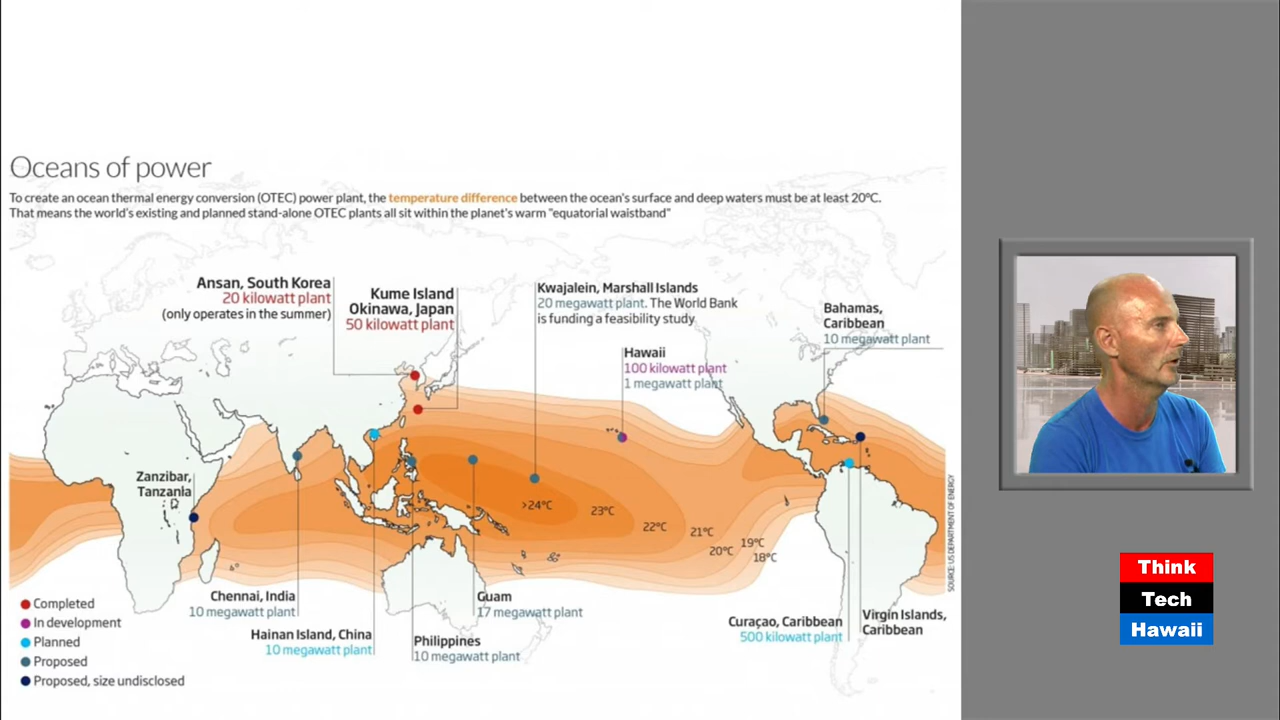 Oceans of power
To create an ocean thermal energy conversion (OTEC) power plant, the temperature difference between the ocean's surface and deep waters must be at least 20°C.
That means the world's existing and planned stand-alone OTEC plants all sit within the planet's warm "equatorial waistband"
Ansan, South Korea
20 kilowatt plant
(only operates in the summer)
Kume Island
Okinawa, Japan
50 kilowatt plant
Kwajalein, Marshall Islands
20 megawatt plant. The World Bank
is funding a feasibility study
Hawaii
100 kilowatt plant
1 megawatt plant
Bahamas,
Caribbean
10 megawatt plant
Zanzibar,
Tanzania
>24°C
23°C
22°C
21°C
20°C
19°C
18°C
Chennai, India
10 megawatt plant
Hainan Island, China
10 megawatt plant
Philippines
10 megawatt plant
Guam
17 megawatt plant
Curaçao, Caribbean
500 kilowatt plant
Virgin Islands,
Caribbean
Completed
In development
Planned
Proposed
Proposed, size undisclosed
SOURCE: US DEPARTMENT OF ENERGY
Think
Tech
Hawaii